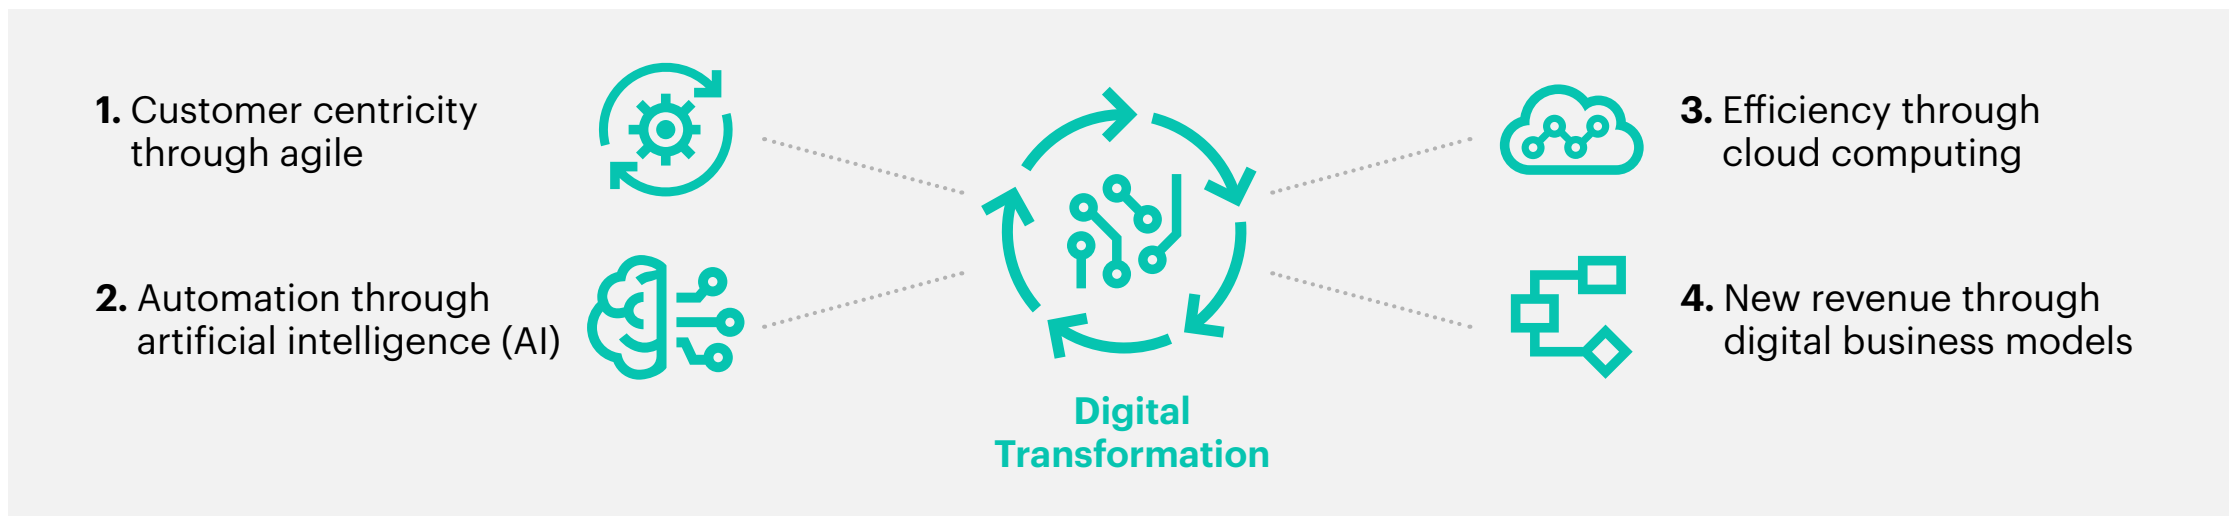 1. Customer centricity
through agile
2. Automation through
artificial intelligence (AI)
Digital
Transformation
3. Efficiency through
cloud computing
4. New revenue through
digital business models